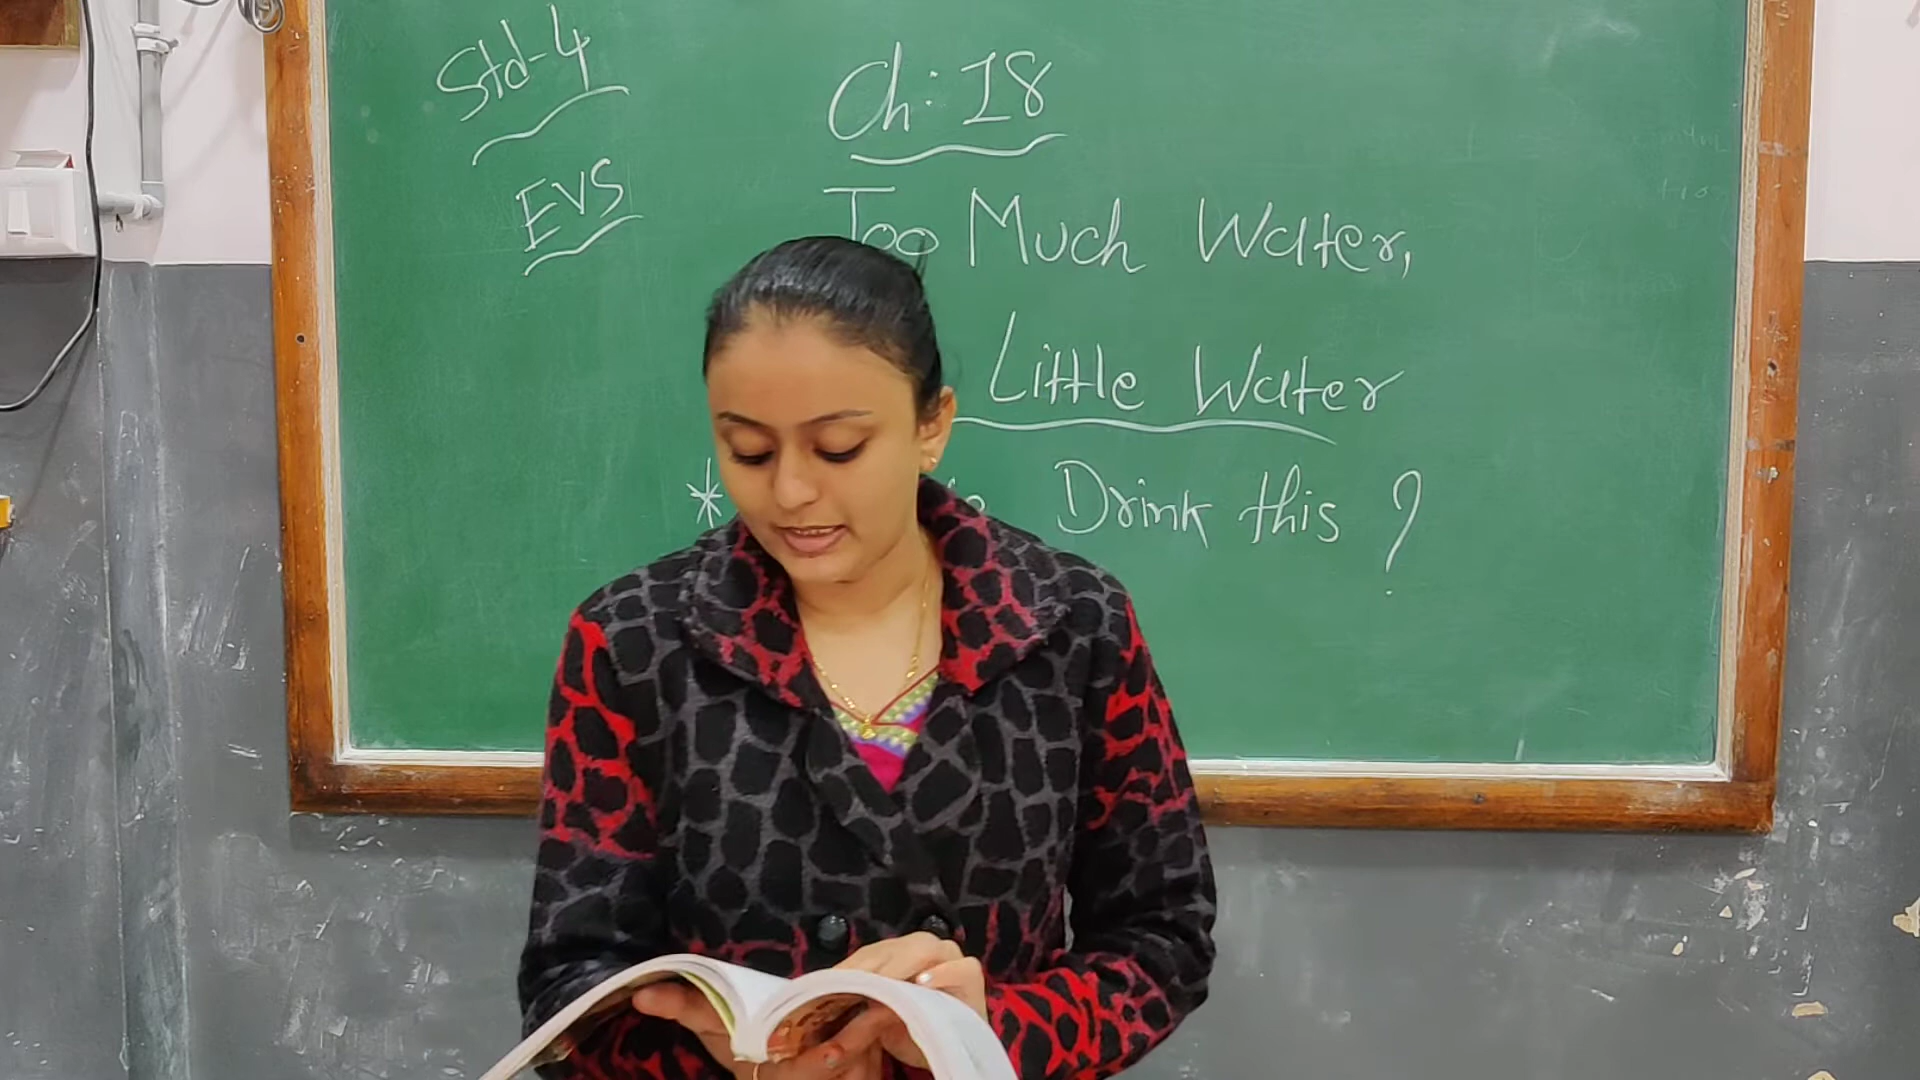 Std-4
EVS
Ch: 18
Too Much Water,
Little Water
* Drink this ?